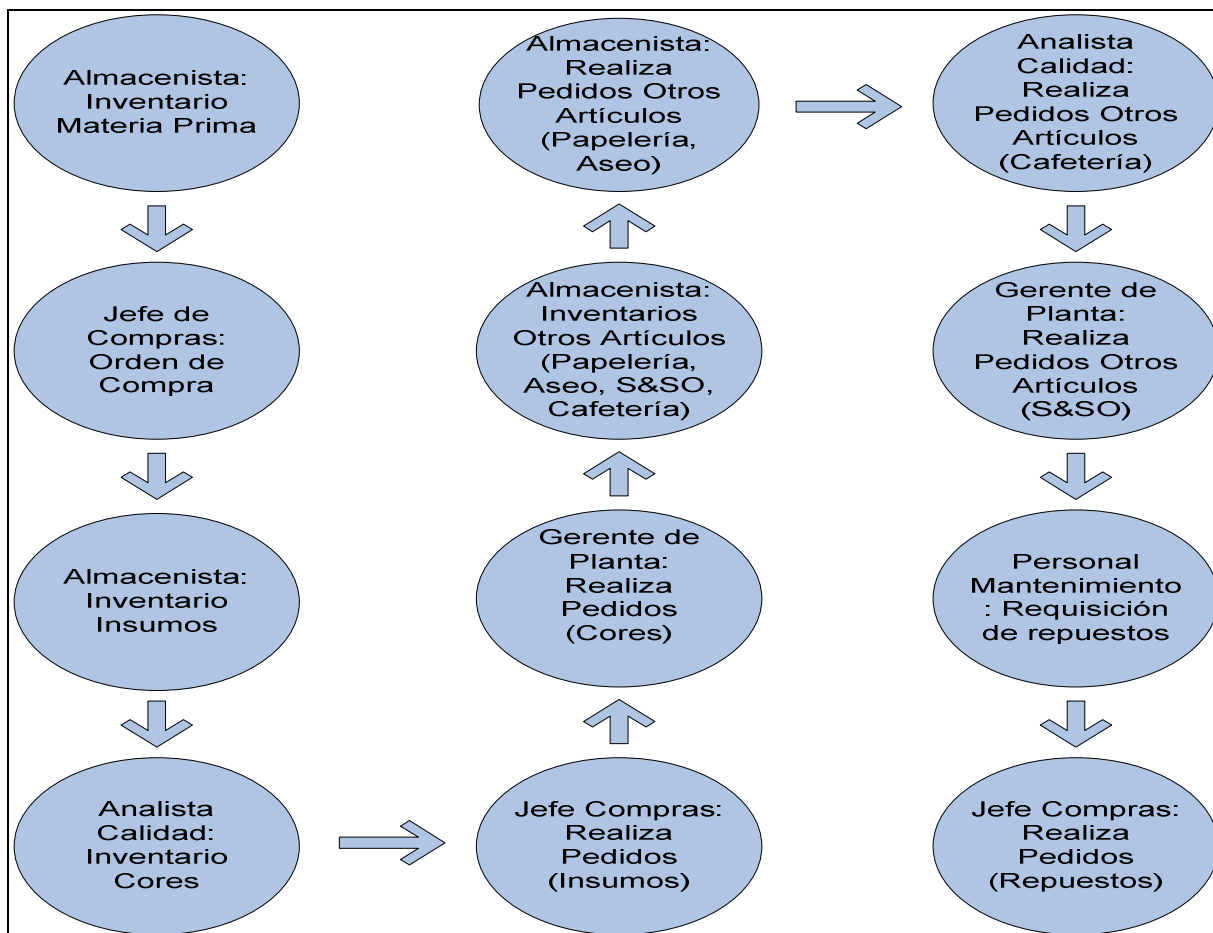 Almacenista:
Inventario
Materia Prima
Jefe de
Compras:
Orden de
Compra
Almacenista:
Inventario
Insumos
Analista
Calidad:
Inventario
Cores
Jefe Compras:
Realiza
Pedidos
(Insumos)
Gerente de
Planta:
Realiza
Pedidos
(Cores)
Almacenista:
Inventarios
Otros Artículos
(Papelería,
Aseo, S&SO,
Cafetería)
Almacenista:
Realiza
Pedidos Otros
Artículos
(Papelería,
Aseo)
Analista
Calidad:
Realiza
Pedidos Otros
Artículos
(Cafetería)
Gerente de
Planta:
Realiza
Pedidos Otros
Artículos
(S&SO)
Personal
Mantenimiento
: Requisición
de repuestos
Jefe Compras:
Realiza
Pedidos
(Repuestos)